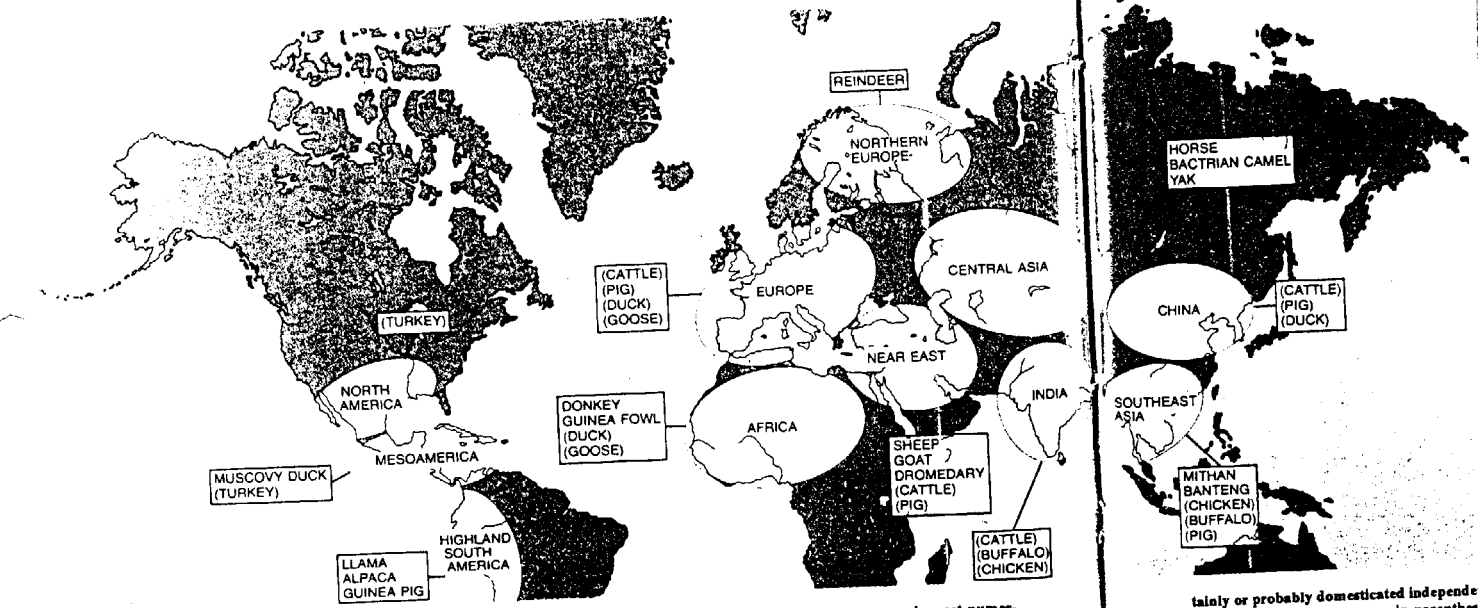 REINDEER
NORTHERN
EUROPE
HORSE
BACTRIAN CAMEL
YAK
(CATTLE)
(PIG)
(DUCK)
(GOOSE)
EUROPE
CENTRAL ASIA
CHINA
(CATTLE)
(PIG)
(DUCK)
(TURKEY)
NEAR EAST
NORTH
AMERICA
INDIA
SOUTHEAST
ASIA
DONKEY
GUINEA FOWL
(DUCK)
(GOOSE)
AFRICA
MESOAMERICA
MUSCOVY DUCK
(TURKEY)
SHEEP
GOAT
DROMEDARY
(CATTLE)
(PIG)
MITHAN
BANTENG
(CHICKEN)
(BUFFALO)
(PIG)
(CATTLE)
(BUFFALO)
(CHICKEN)
HIGHLAND
SOUTH
AMERICA
LLAMA
ALPACA
GUINEA PIG
tainly or probably domesticated independe